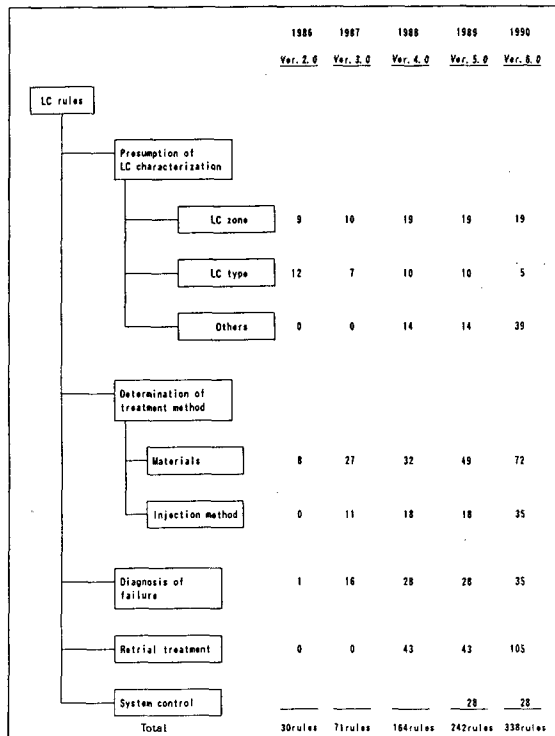 1986 1987 1988 1989 1990
Ver. 2. 0 Ver. 3. 0 Ver. 4. 0 Ver. 5. 0 Ver. 6. 0
LC rules
Presumption of
LC characterization
LC zone 9 10 19 19 19
LC type 12 7 10 10 5
Others 0 0 14 14 39
Determination of
treatment method
Materials 8 27 32 49 72
Injection method 0 11 18 18 35
Diagnosis of
failure 1 16 28 28 35
Retrial treatment 0 0 43 43 105
System control 28 28
Total 30rules 71rules 164rules 242rules 338rules